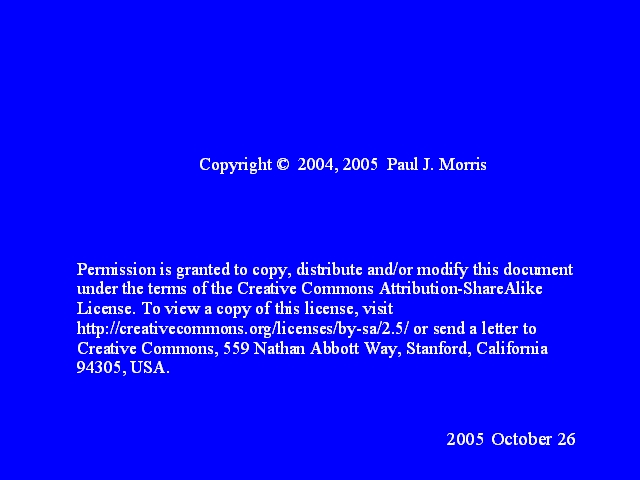 Copyright © 2004, 2005 Paul J. Morris
Permission is granted to copy, distribute and/or modify this document
under the terms of the Creative Commons Attribution-ShareAlike
License. To view a copy of this license, visit
http://creativecommons.org/licenses/by-sa/2.5/ or send a letter to
Creative Commons, 559 Nathan Abbott Way, Stanford, California
94305, USA.
2005 October 26